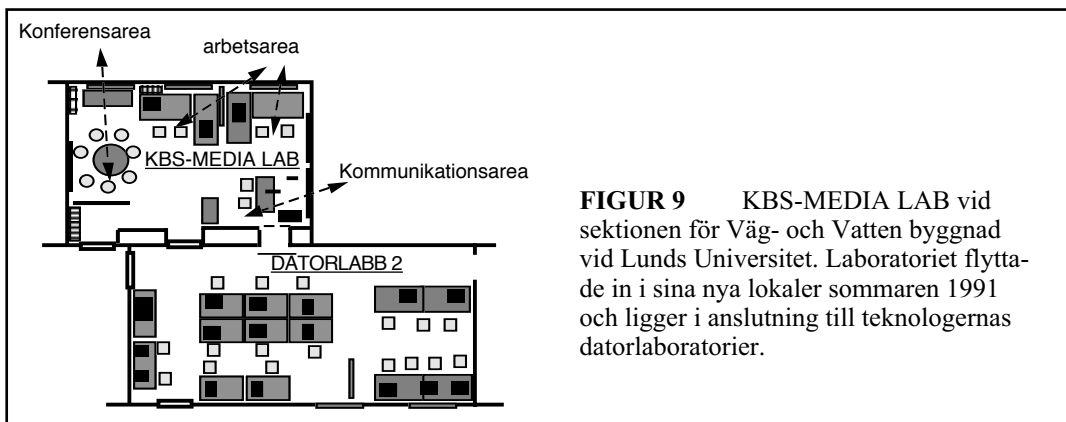 Konferensarea
arbetsarea
KBS-MEDIA LAB
Kommunikationsarea
DATORLABB 2
FIGUR 9 KBS-MEDIA LAB vid
sektionen för Väg- och Vatten byggnad
vid Lunds Universitet. Laboratoriet flytta-
de in i sina nya lokaler sommaren 1991
och ligger i anslutning till teknologernas
datorlaboratorier.